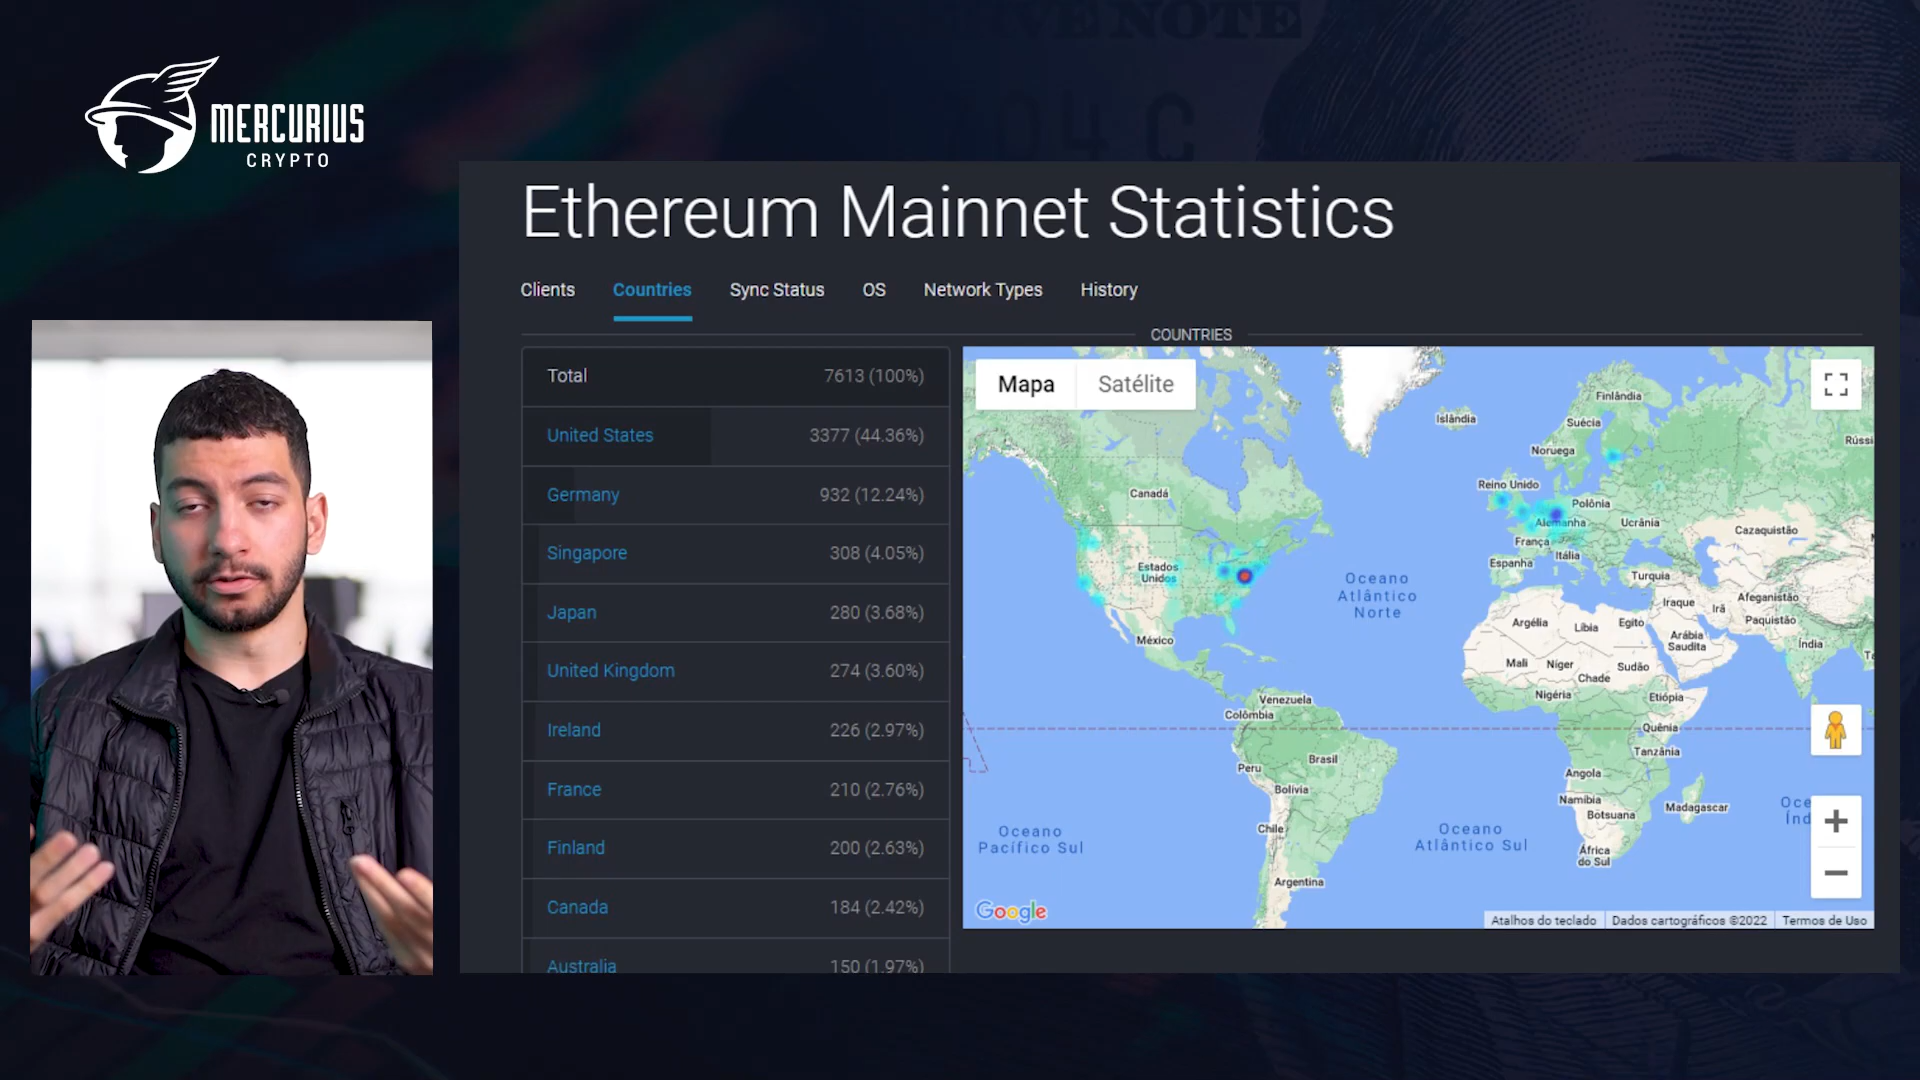 MERCURIUS
CRYPTO
Ethereum Mainnet Statistics
Clients Countries Sync Status OS Network Types History
COUNTRIES
Total 7613 (100%)
United States 3377 (44.36%)
Germany 932 (12.24%)
Singapore 308 (4.05%)
Japan 280 (3.68%)
United Kingdom 274 (3.60%)
Ireland 226 (2.97%)
France 210 (2.76%)
Finland 200 (2.63%)
Canada 184 (2.42%)
Australia 150 (1.97%)
Mapa Satélite
Finlândia
Islândia
Suécia
Rússi
Noruega
Reino Unido
Canadá
Polônia
Alemanha
Ucrânia
Cazaquistão
França
Itália
Espanha
Estados
Unidos
Turquia
Oceano
Atlântico
Norte
Afeganistão
Iraque
Irã
Paquistão
Argélia
Líbia
Egito
Arábia
Saudita
Índia
México
Mali
Níger
Sudão
Chade
Nigéria
Etiópia
Venezuela
Colômbia
Quênia
Tanzânia
Brasil
Peru
Angola
Bolívia
Namíbia
Botsuana
Madagascar
Oce
Índ
Chile
Oceano
Pacífico Sul
Oceano
Atlântico Sul
África
do Sul
Argentina
Google
Atalhos do teclado Dados cartográficos ©2022 Termos de Uso